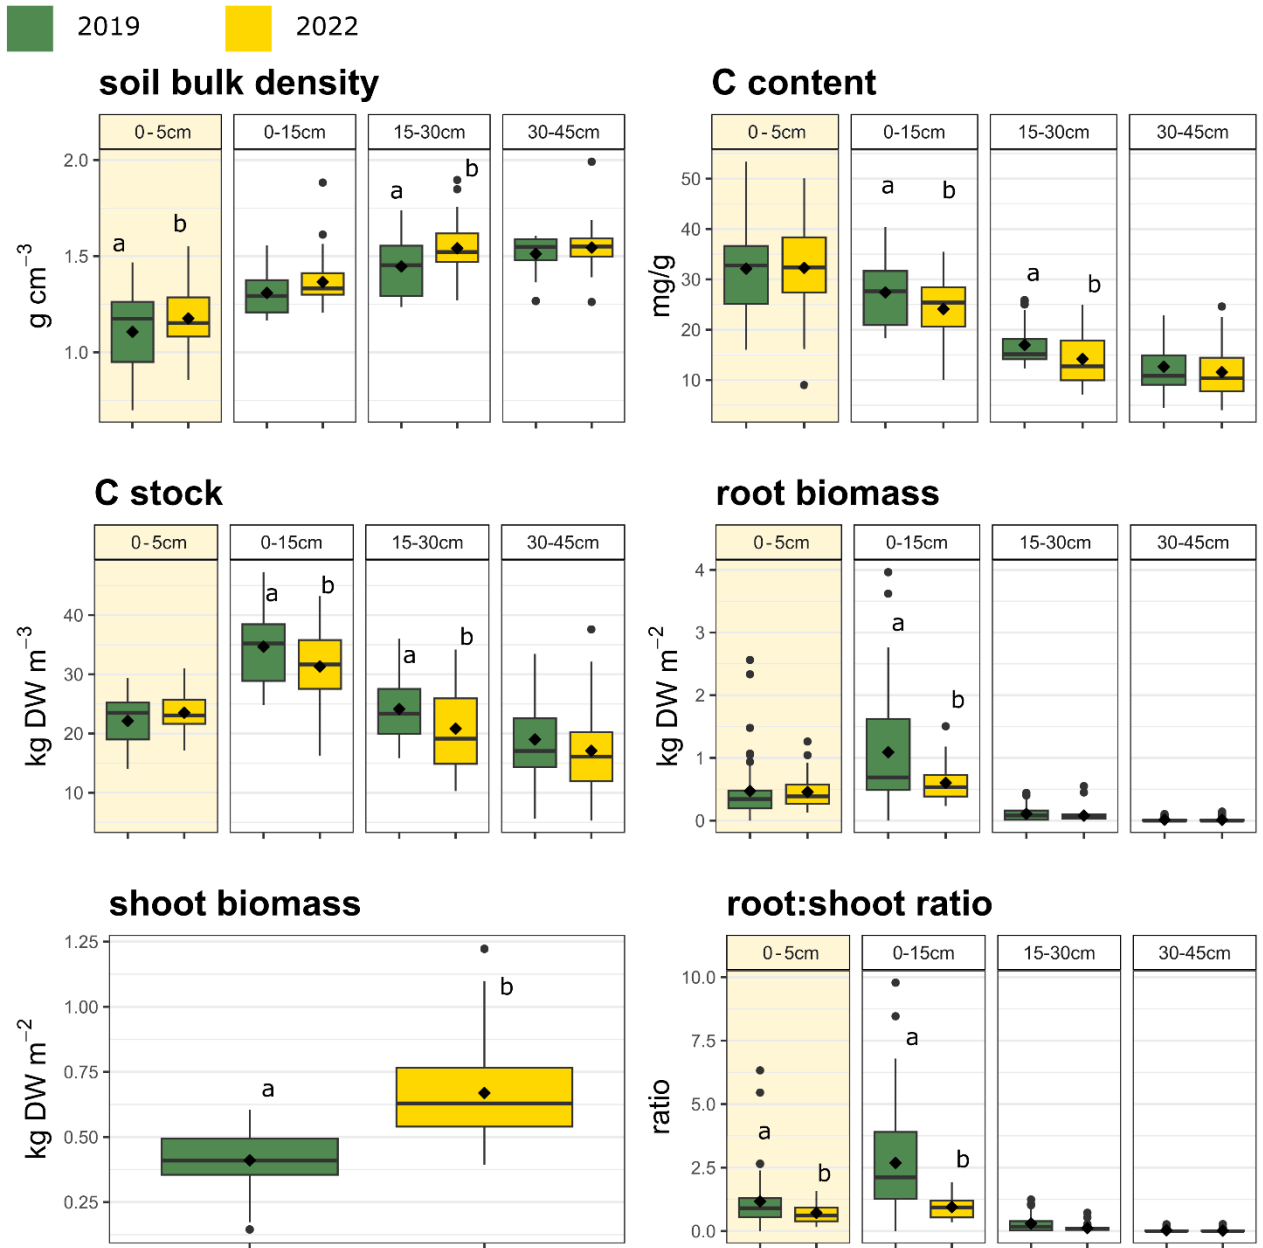 2019 2022
soil bulk density
0-5cm 0-15cm 15-30cm 30-45cm
g cm⁻³
2.0
1.5
1.0
a b a b
C content
0-5cm 0-15cm 15-30cm 30-45cm
mg/g
50
40
30
20
10
a b a b
C stock
0-5cm 0-15cm 15-30cm 30-45cm
kg DW m⁻³
40
30
20
10
a b a b
root biomass
0-5cm 0-15cm 15-30cm 30-45cm
kg DW m⁻²
4
3
2
1
0
a b
shoot biomass
kg DW m⁻²
1.25
1.00
0.75
0.50
0.25
a b
root:shoot ratio
0-5cm 0-15cm 15-30cm 30-45cm
ratio
10.0
7.5
5.0
2.5
0.0
a b a b